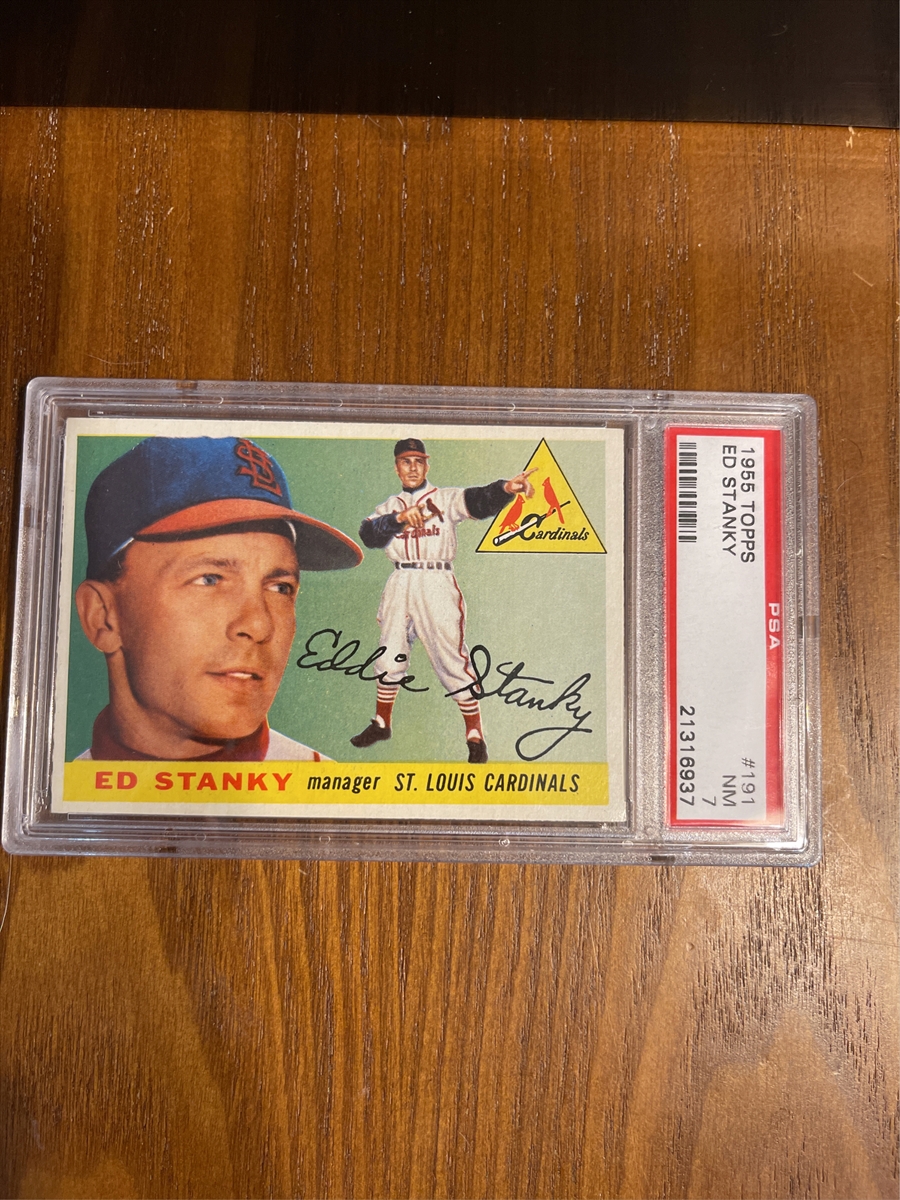 StL
Cardinals
Cardinals
Eddie Stanky
ED STANKY manager ST. LOUIS CARDINALS
1955 TOPPS
ED STANKY
PSA
#191
NM 7
21316937